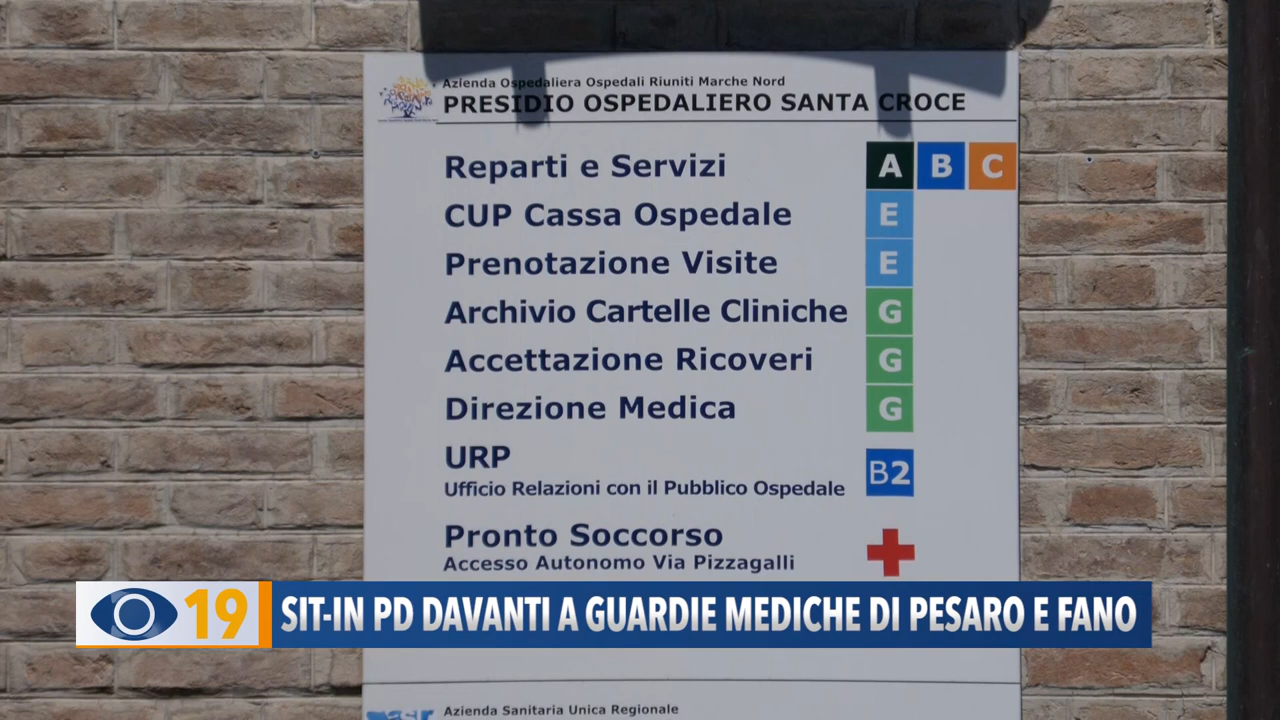 Azienda Ospedaliera Ospedali Riuniti Marche Nord
PRESIDIO OSPEDALIERO SANTA CROCE
Reparti e Servizi A B C
CUP Cassa Ospedale E
Prenotazione Visite E
Archivio Cartelle Cliniche G
Accettazione Ricoveri G
Direzione Medica G
URP
Ufficio Relazioni con il Pubblico Ospedale B2
Pronto Soccorso
Accesso Autonomo Via Pizzagalli
19 SIT-IN PD DAVANTI A GUARDIE MEDICHE DI PESARO E FANO
Azienda Sanitaria Unica Regionale